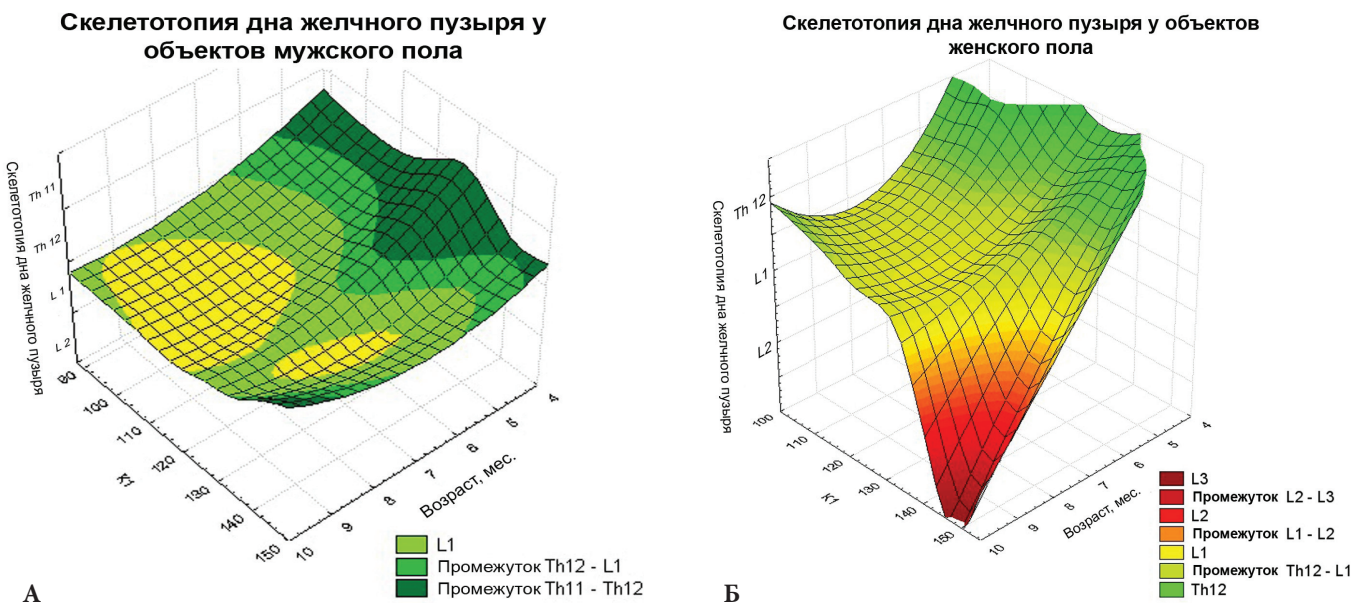 Скелетотопия дна желчного пузыря у
объектов мужского пола
Скелетотопия дна желчного пузыря
Th 11
Th 12
L 1
L 2
90
100
110
120
130
140
150
К1
10
9
8
7
6
5
4
Возраст, мес.
L1
Промежуток Th12 - L1
Промежуток Th11 - Th12
А
Скелетотопия дна желчного пузыря у объектов
женского пола
Скелетотопия дна желчного пузыря
Th 12
L1
L2
100
110
120
130
140
150
К1
10
9
8
7
6
5
4
Возраст, мес.
L3
Промежуток L2 - L3
L2
Промежуток L1 - L2
L1
Промежуток Th12 - L1
Th12
Б